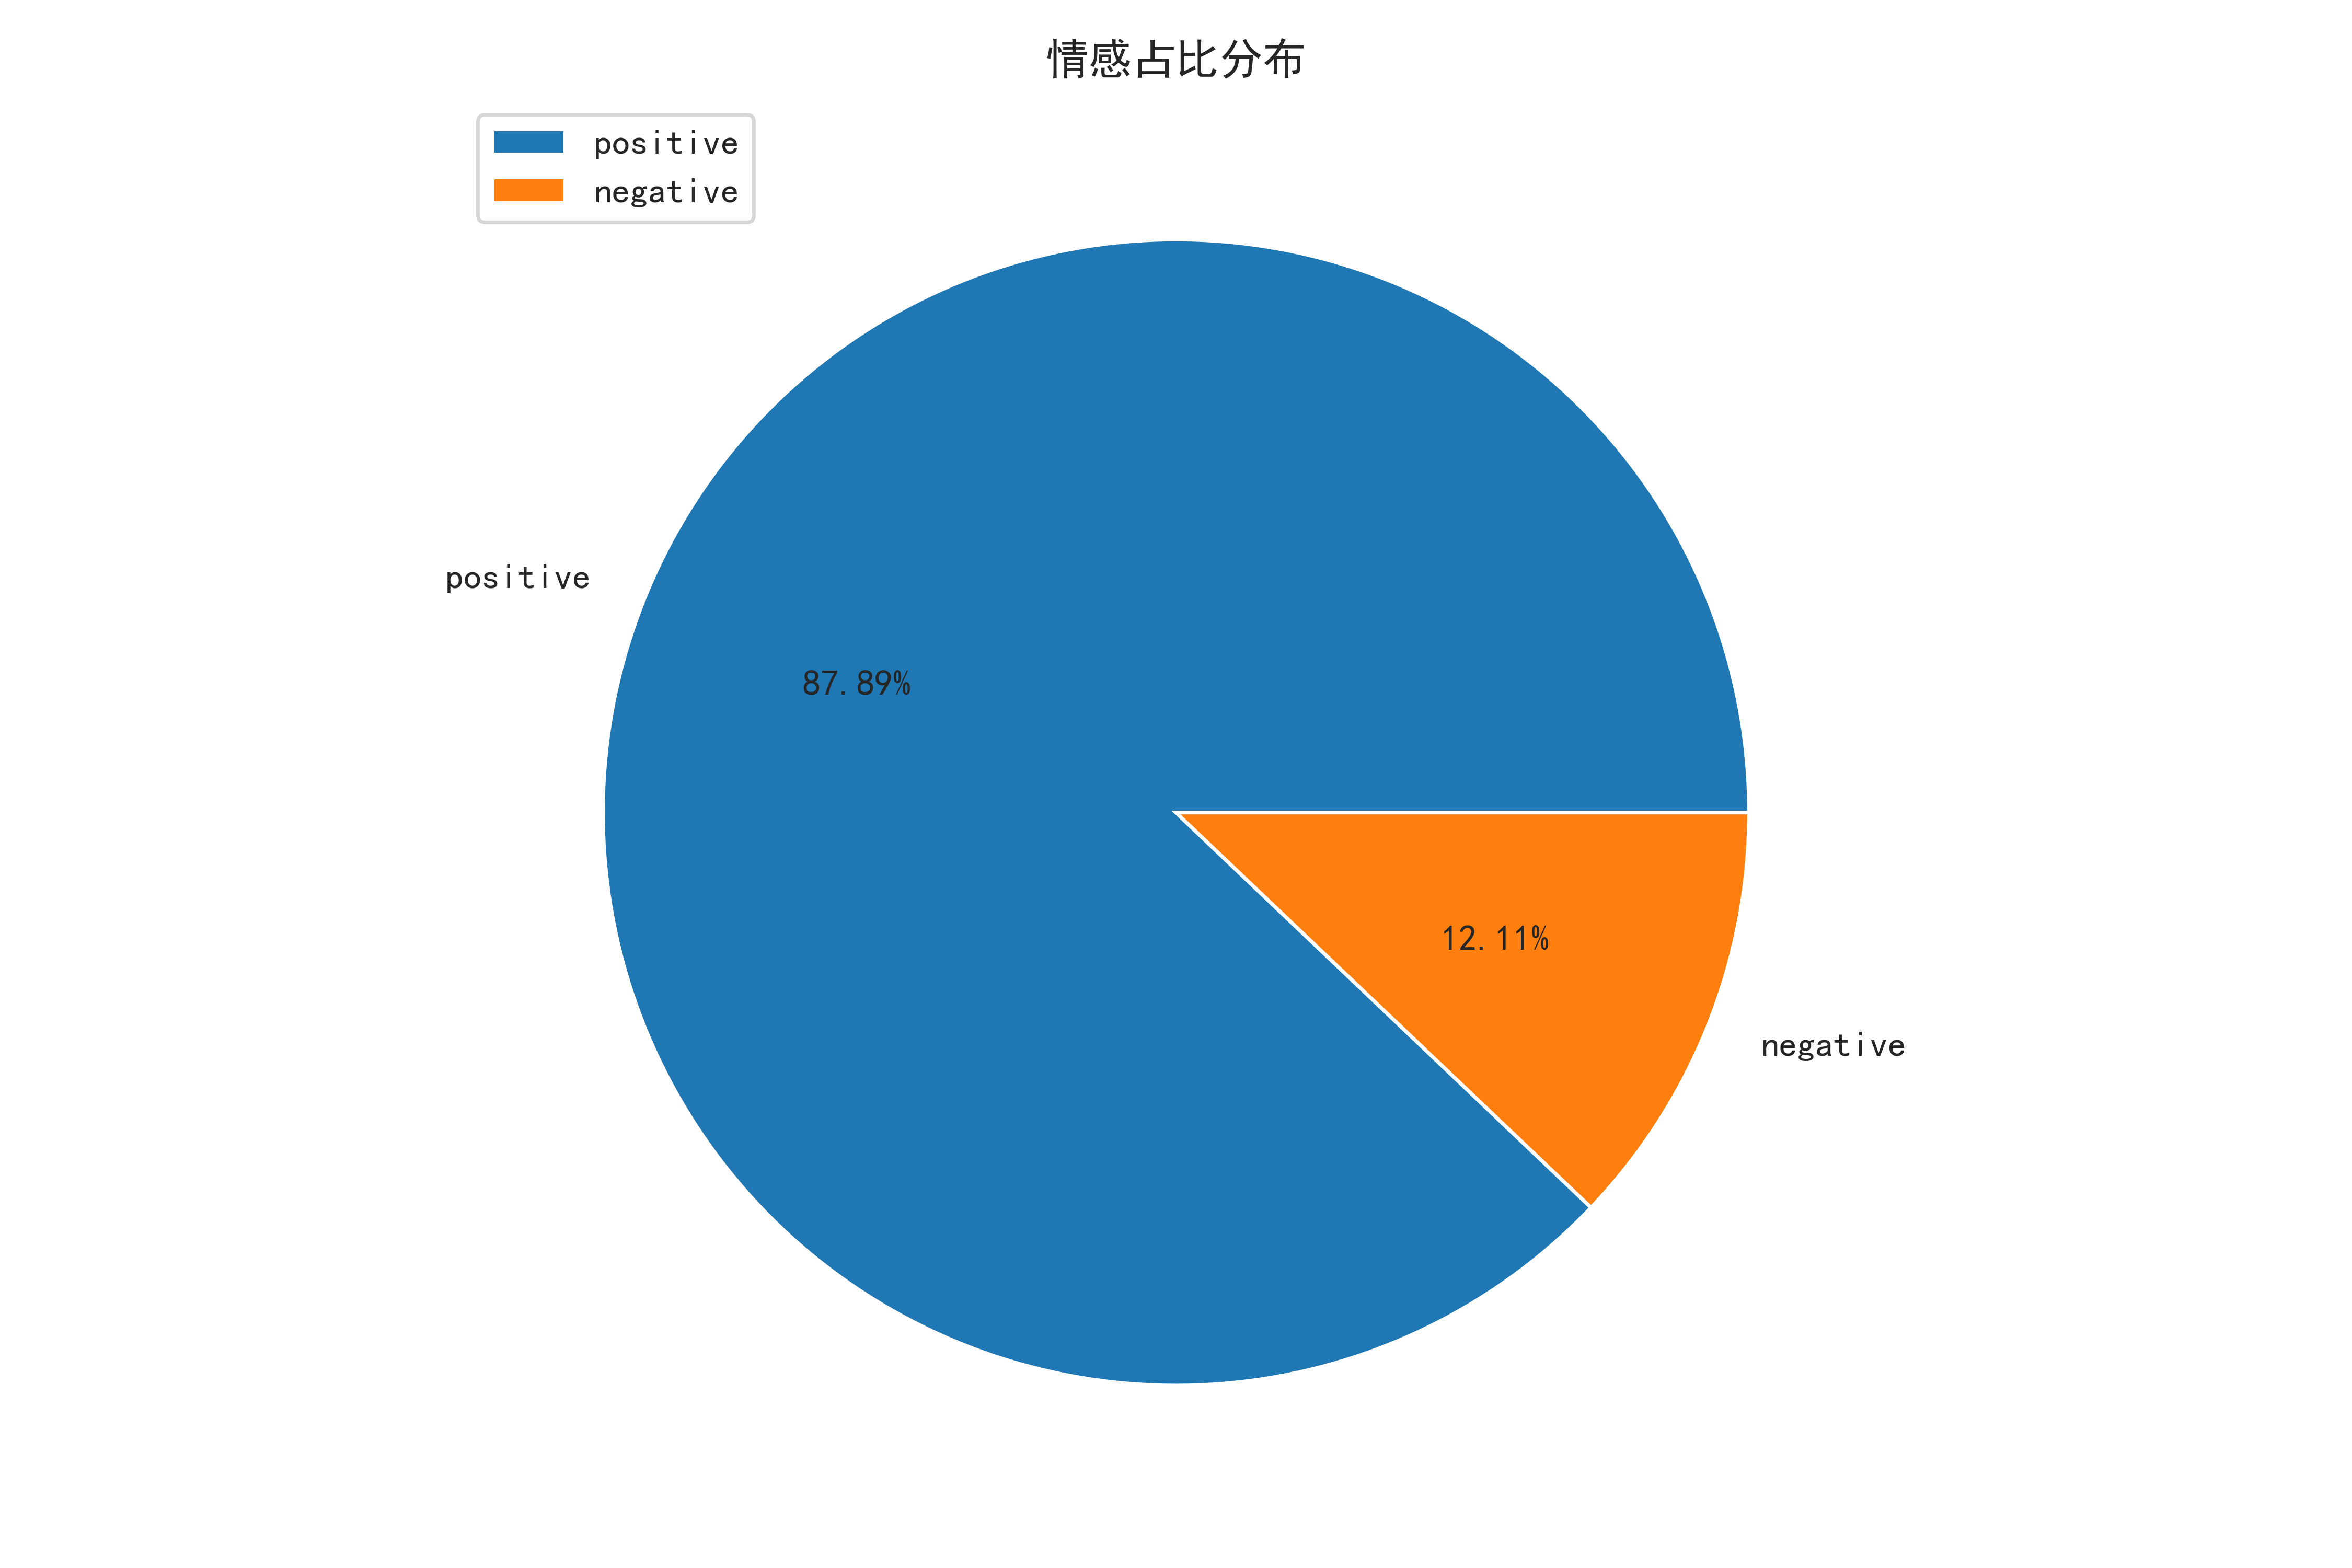 情感占比分布
positive
negative
positive
87.89%
12.11%
negative